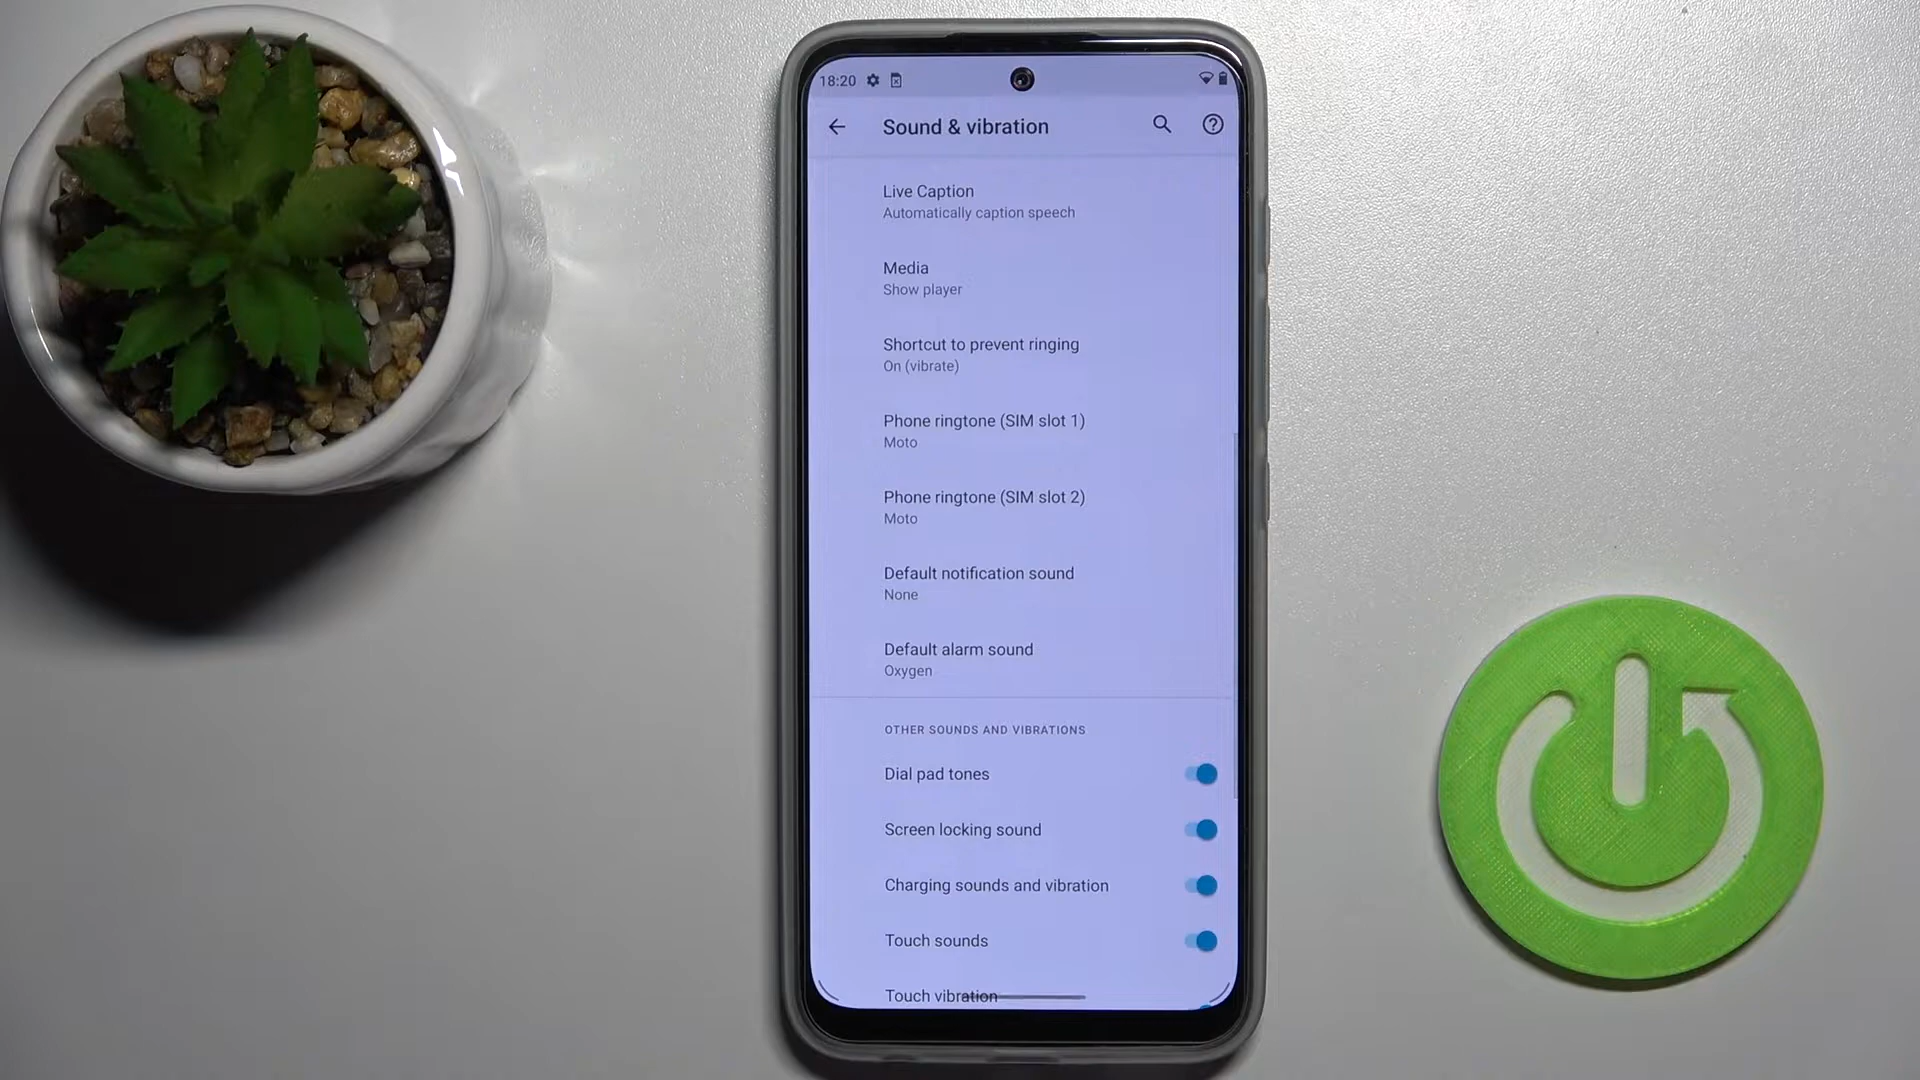 18:20
Sound & vibration
Live Caption
Automatically caption speech
Media
Show player
Shortcut to prevent ringing
On (vibrate)
Phone ringtone (SIM slot 1)
Moto
Phone ringtone (SIM slot 2)
Moto
Default notification sound
None
Default alarm sound
Oxygen
OTHER SOUNDS AND VIBRATIONS
Dial pad tones
Screen locking sound
Charging sounds and vibration
Touch sounds
Touch vibration